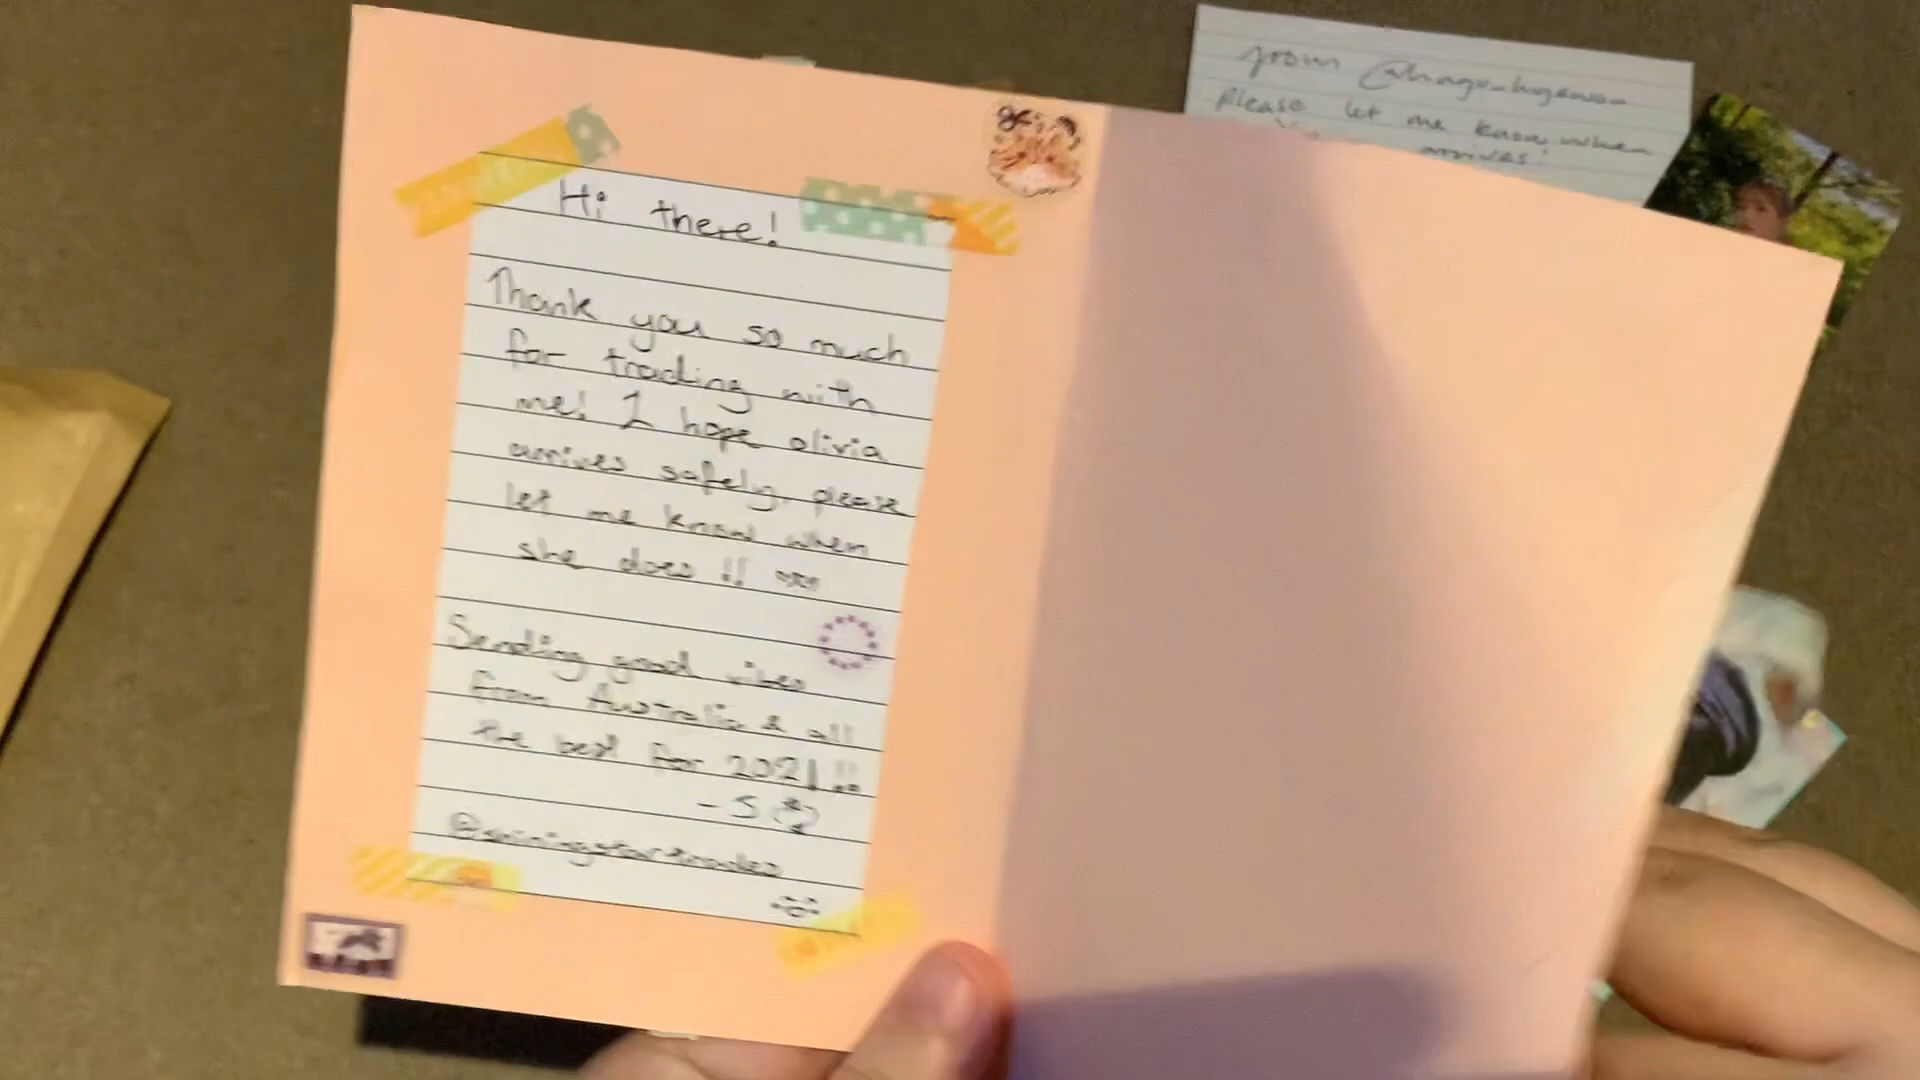 Hi there!
Thank you so much
for trading with
me! I hope olivia
arrives safely, please
let me know when
she does !!
Sending good vibes
from Australia & all
the best for 2021!!
- S
from
Please let me know when
arrives!